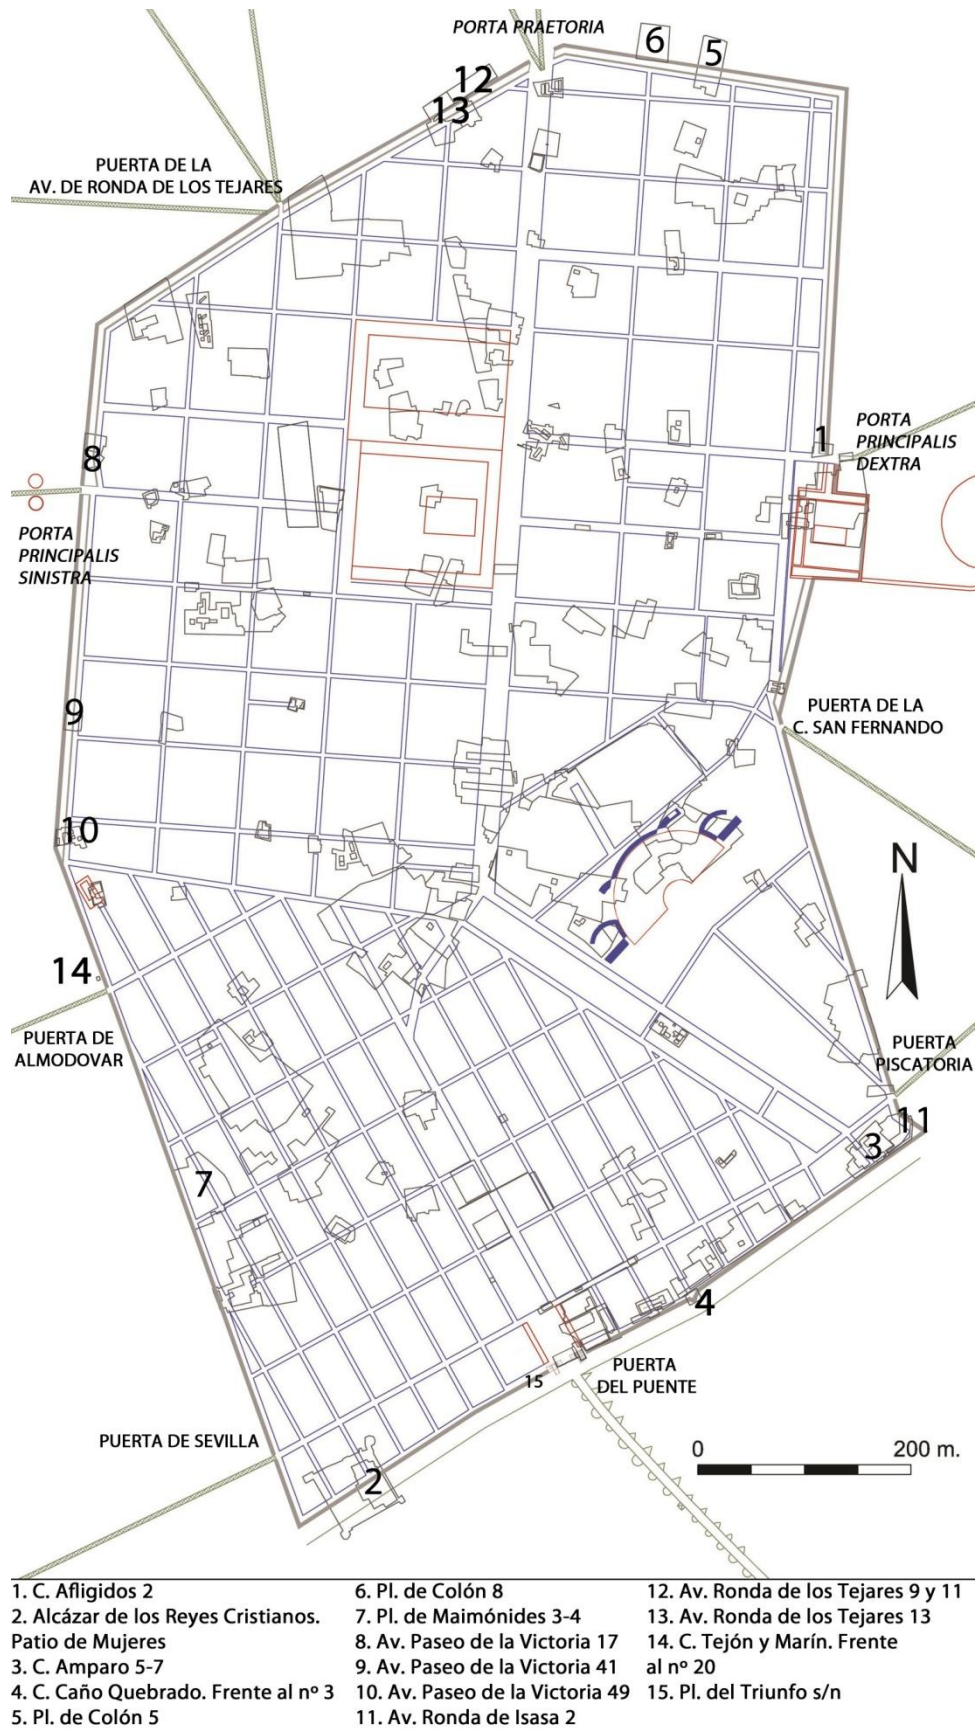 PORTA PRAETORIA
6
5
12
13
PUERTA DE LA
AV. DE RONDA DE LOS TEJARES
1
PORTA
PRINCIPALIS
DEXTRA
8
PORTA
PRINCIPALIS
SINISTRA
9
PUERTA DE LA
C. SAN FERNANDO
10
N
14
PUERTA DE
ALMODOVAR
PUERTA
PISCATORIA
11
3
7
4
15
PUERTA
DEL PUENTE
PUERTA DE SEVILLA
2
0 200 m.
1. C. Afligidos 2
2. Alcázar de los Reyes Cristianos.
Patio de Mujeres
3. C. Amparo 5-7
4. C. Caño Quebrado. Frente al nº 3
5. Pl. de Colón 5
6. Pl. de Colón 8
7. Pl. de Maimónides 3-4
8. Av. Paseo de la Victoria 17
9. Av. Paseo de la Victoria 41
10. Av. Paseo de la Victoria 49
11. Av. Ronda de Isasa 2
12. Av. Ronda de los Tejares 9 y 11
13. Av. Ronda de los Tejares 13
14. C. Tejón y Marín. Frente
al nº 20
15. Pl. del Triunfo s/n